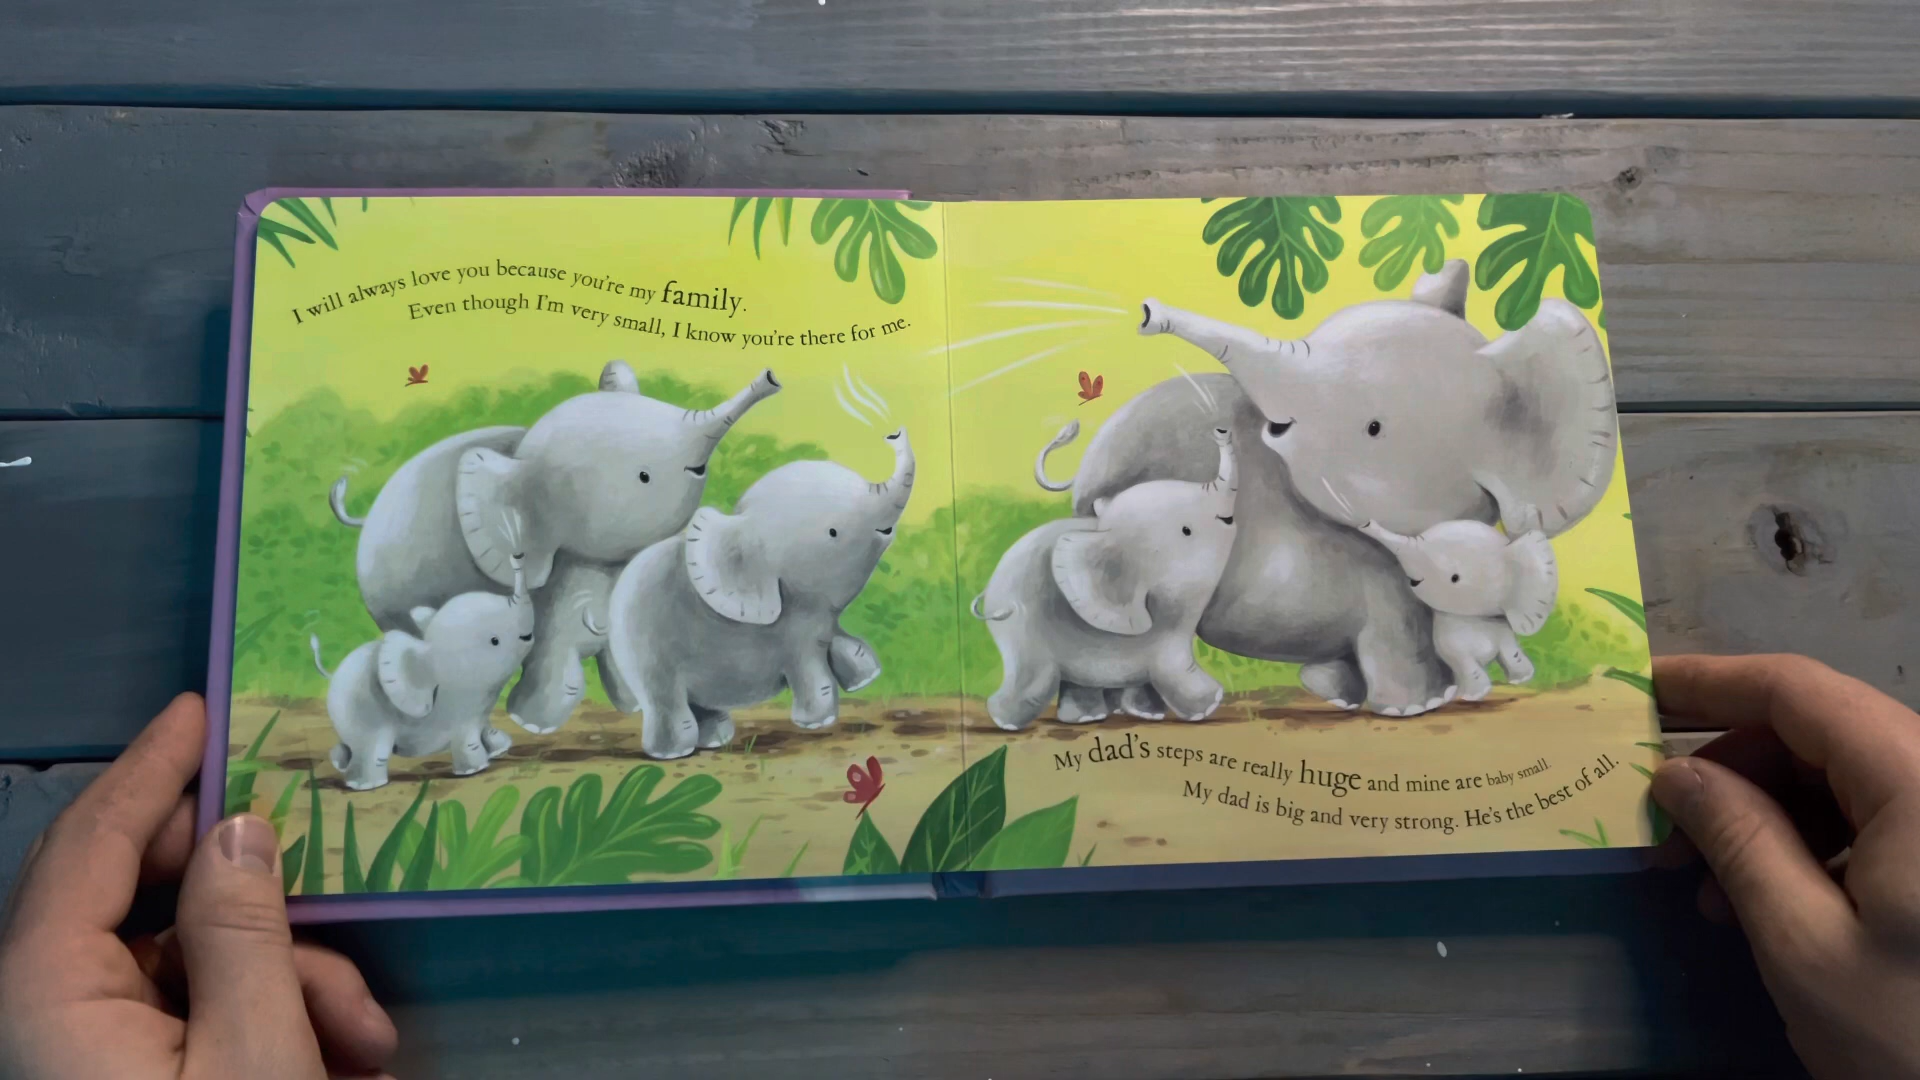 I will always love you because you're my family.
Even though I'm very small, I know you're there for me.
My dad's steps are really huge and mine are baby small.
My dad is big and very strong. He's the best of all.